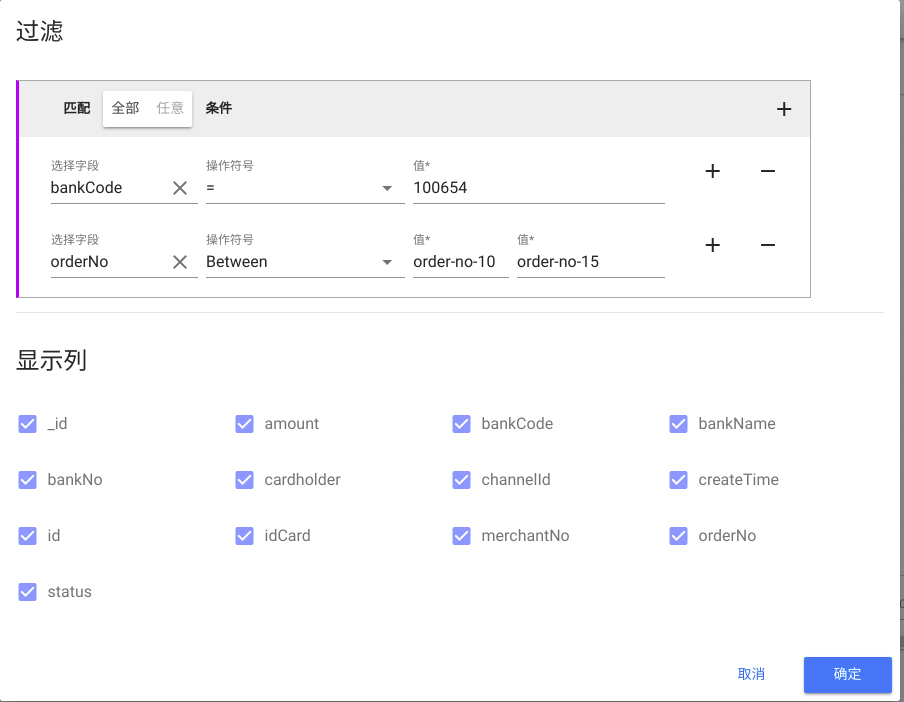 过滤
匹配 全部 任意 条件
选择字段 操作符号 值*
bankCode = 100654
选择字段 操作符号 值* 值*
orderNo Between order-no-10 order-no-15
显示列
_id amount bankCode bankName
bankNo cardholder channelId createTime
id idCard merchantNo orderNo
status
取消 确定